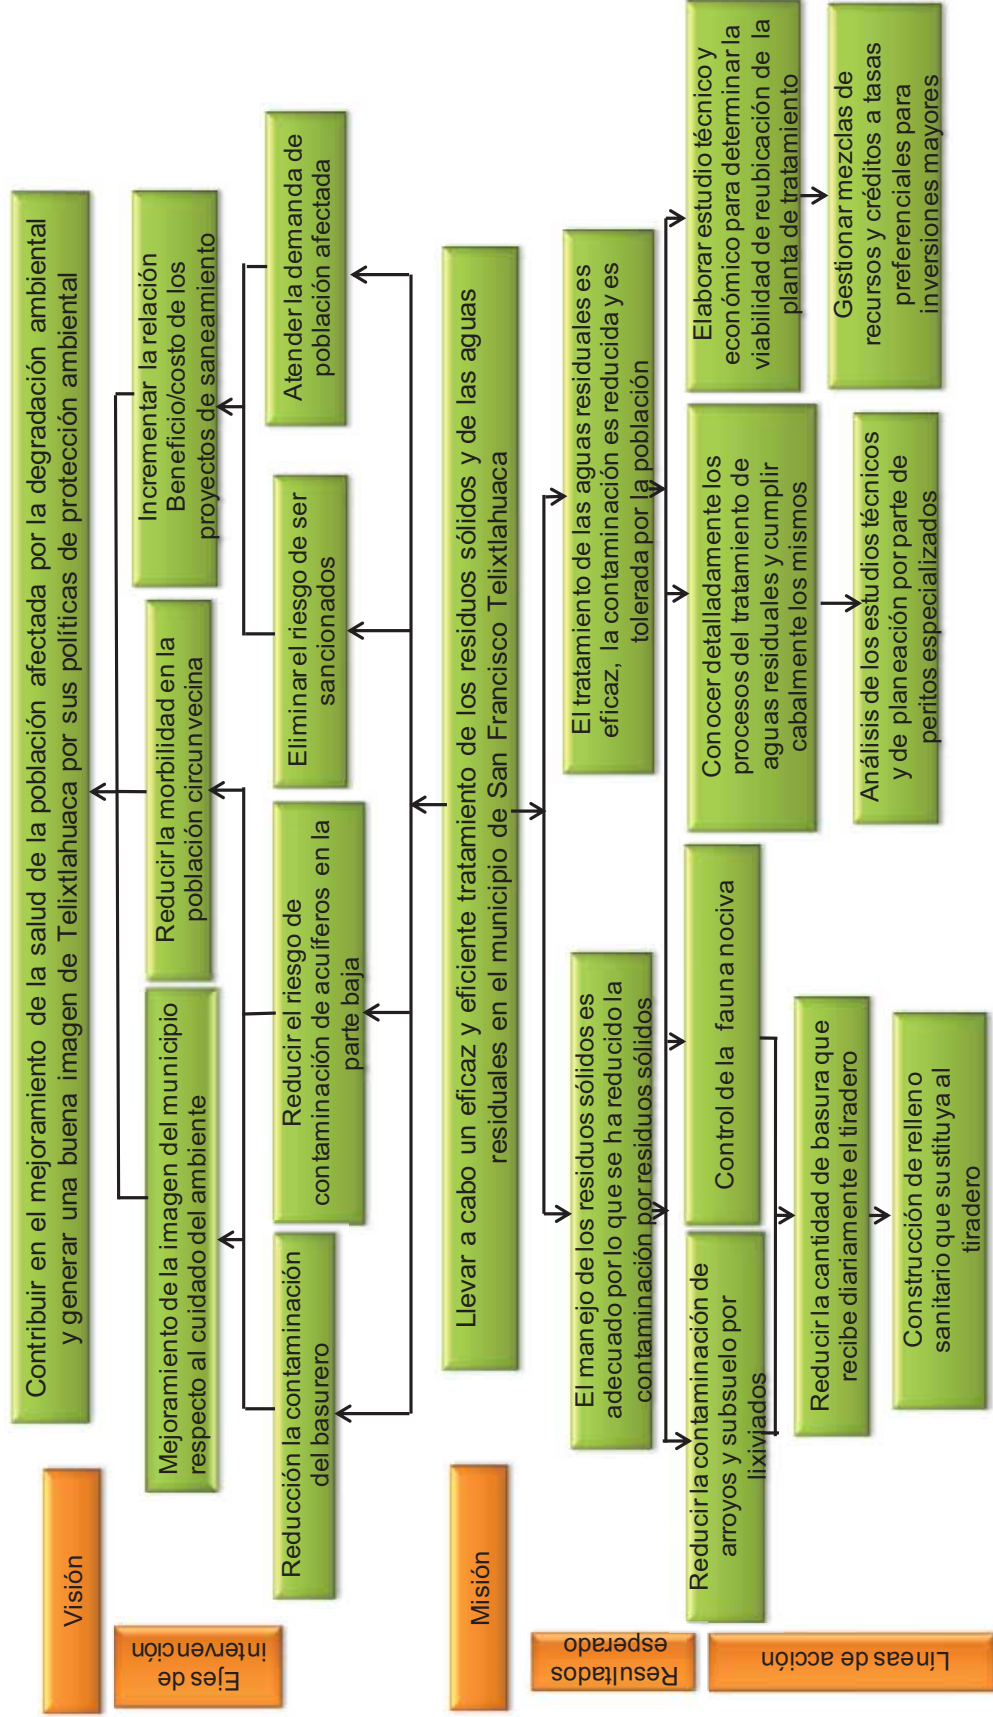 Visión
Contribuir en el mejoramiento de la salud de la población afectada por la degradación ambiental
y generar una buena imagen de Telixtlahuaca por sus políticas de protección ambiental
Ejes de
intervención
Mejoramiento de la imagen del municipio
respecto al cuidado del ambiente
Reducir la morbilidad en la
población circunvecina
Incrementar la relación
Beneficio/costo de los
proyectos de saneamiento
Reducción la contaminación
del basurero
Reducir el riesgo de
contaminación de acuíferos en la
parte baja
Eliminar el riesgo de ser
sancionados
Atender la demanda de
población afectada
Misión
Llevar a cabo un eficaz y eficiente tratamiento de los residuos sólidos y de las aguas
residuales en el municipio de San Francisco Telixtlahuaca
Resultados
esperado
El manejo de los residuos sólidos es
adecuado por lo que se ha reducido la
contaminación por residuos sólidos
El tratamiento de las aguas residuales es
eficaz, la contaminación es reducida y es
tolerada por la población
Líneas de acción
Reducir la contaminación de
arroyos y subsuelo por
lixiviados
Control de la fauna nociva
Conocer detalladamente los
procesos del tratamiento de
aguas residuales y cumplir
cabalmente los mismos
Elaborar estudio técnico y
económico para determinar la
viabilidad de reubicación de la
planta de tratamiento
Reducir la cantidad de basura que
recibe diariamente el tiradero
Análisis de los estudios técnicos
y de planeación por parte de
peritos especializados
Gestionar mezclas de
recursos y créditos a tasas
preferenciales para
inversiones mayores
Construcción de relleno
sanitario que sustituya al
tiradero